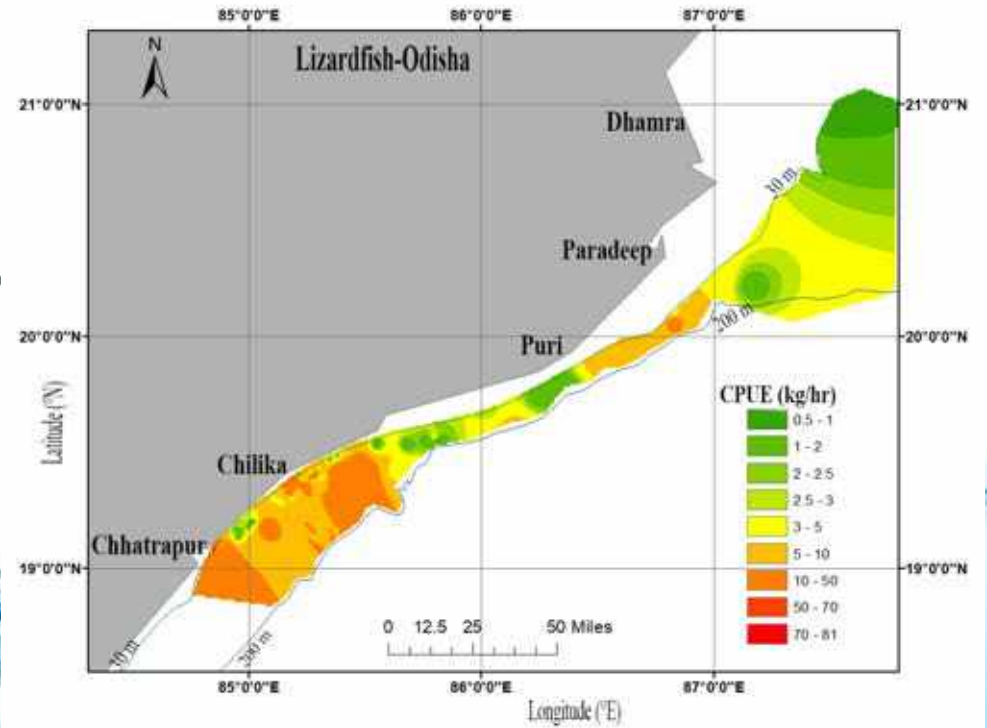 85°0'0"E 86°0'0"E 87°0'0"E
N
Lizardfish-Odisha
21°0'0"N 21°0'0"N
Dhamra
30 m
Paradeep
200 m
20°0'0"N 20°0'0"N
Puri
CPUE (kg/hr)
0.5 - 1
1 - 2
2 - 2.5
2.5 - 3
3 - 5
5 - 10
10 - 50
50 - 70
70 - 81
Latitude (°N)
Chilika
Chhatrapur
19°0'0"N 19°0'0"N
0 12.5 25 50 Miles
30 m
200 m
85°0'0"E 86°0'0"E 87°0'0"E
Longitude (°E)